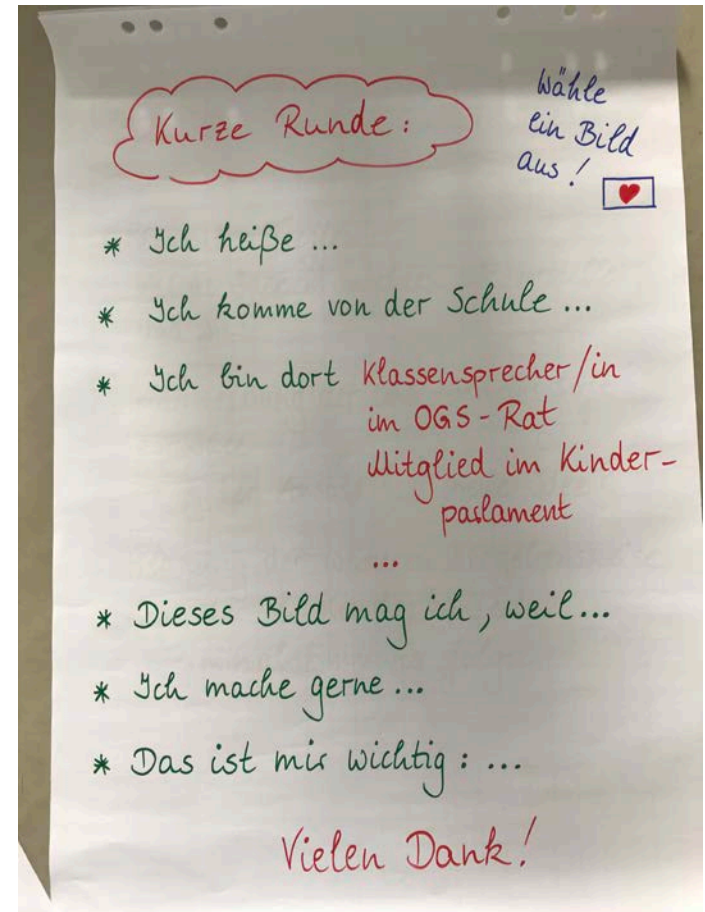 Kurze Runde:
Wähle
ein Bild
aus!
* Ich heiße ...
* Ich komme von der Schule ...
* Ich bin dort Klassensprecher/in
im OGS-Rat
Mitglied im Kinder-
parlament
...
* Dieses Bild mag ich, weil...
* Ich mache gerne ...
* Das ist mir wichtig: ...
Vielen Dank!